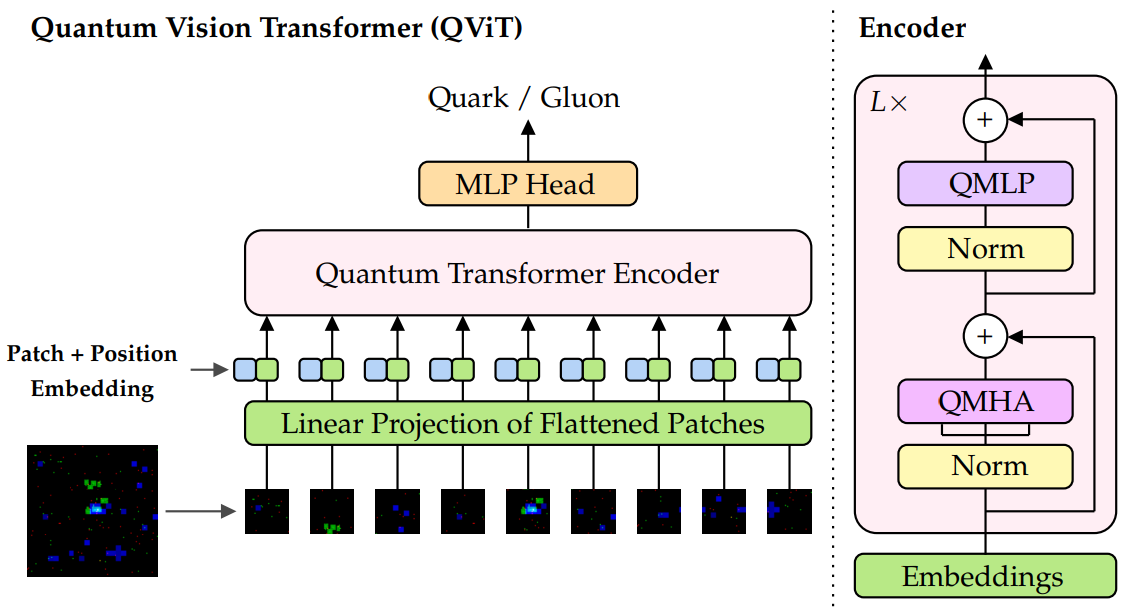 Quantum Vision Transformer (QViT)
Quark / Gluon
MLP Head
Quantum Transformer Encoder
Patch + Position
Embedding
Linear Projection of Flattened Patches
Encoder
L×
+
QMLP
Norm
+
QMHA
Norm
Embeddings